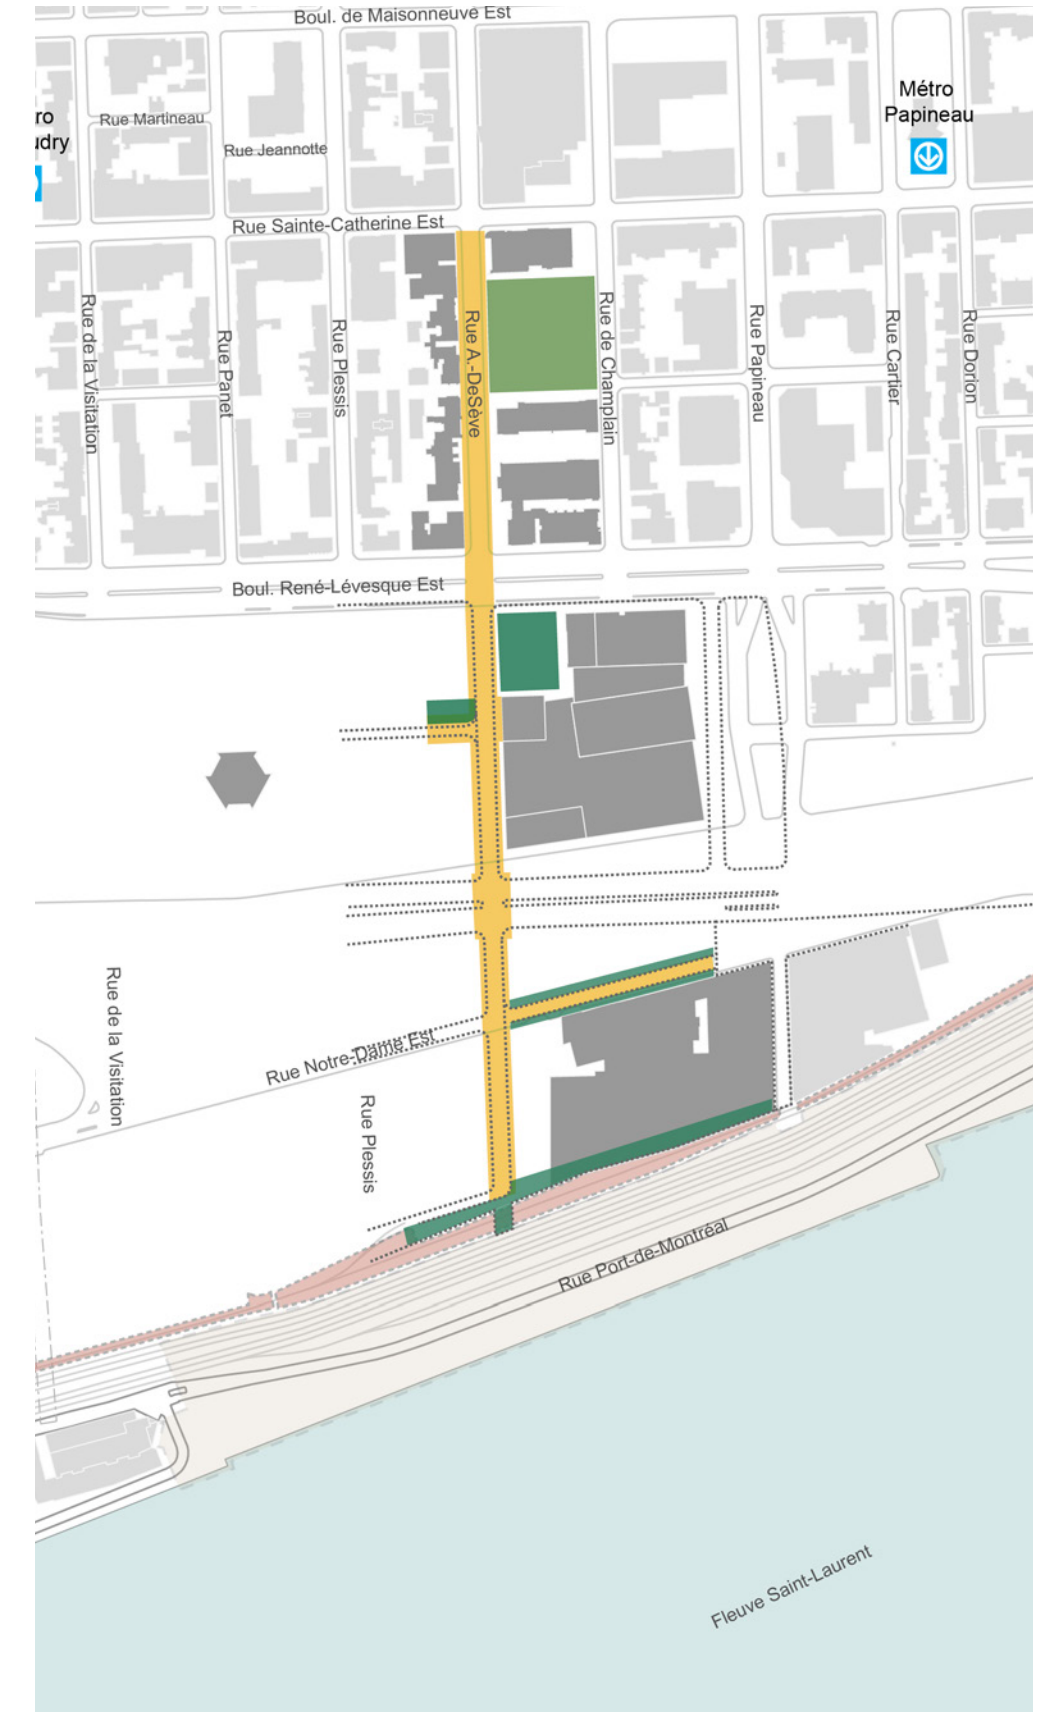 Boul. de Maisonneuve Est
Métro
Papineau
ro
udry
Rue Martineau
Rue Jeannotte
Rue Sainte-Catherine Est
Rue de la Visitation
Rue Panet
Rue Plessis
Rue A.-DeSève
Rue de Champlain
Rue Papineau
Rue Cartier
Rue Dorion
Boul. René-Lévesque Est
Rue de la Visitation
Rue Notre-Dame Est
Rue Plessis
Rue Port-de-Montréal
Fleuve Saint-Laurent